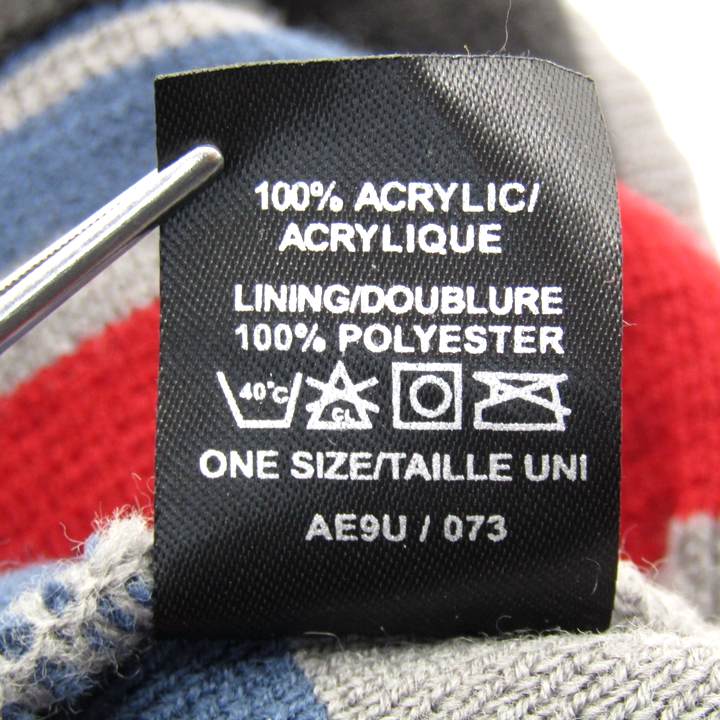 100% ACRYLIC/
ACRYLIQUE
LINING/DOUBLURE
100% POLYESTER
40°C CL
ONE SIZE/TAILLE UNI
AE9U / 073